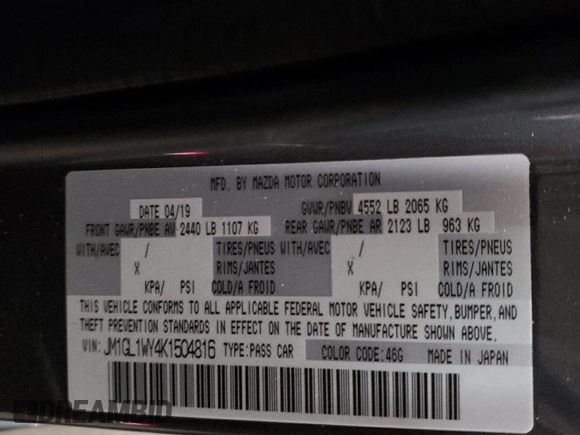 MFD. BY MAZDA MOTOR CORPORATION
DATE 04/19 GVWR/PNBV 4552 LB 2065 KG
FRONT GAWR/PNBE AV 2440 LB 1107 KG REAR GAWR/PNBE AR 2123 LB 963 KG
WITH/AVEC / TIRES/PNEUS WITH/AVEC / TIRES/PNEUS
X RIMS/JANTES X RIMS/JANTES
KPA/ PSI COLD/A FROID KPA/ PSI COLD/A FROID
THIS VEHICLE CONFORMS TO ALL APPLICABLE FEDERAL MOTOR VEHICLE SAFETY, BUMPER, AND
THEFT PREVENTION STANDARDS IN EFFECT ON THE DATE OF MANUFACTURE SHOWN ABOVE.
VIN: JM1GL1WY4K1504816 TYPE:PASS CAR COLOR CODE:46G MADE IN JAPAN
DREAMBID